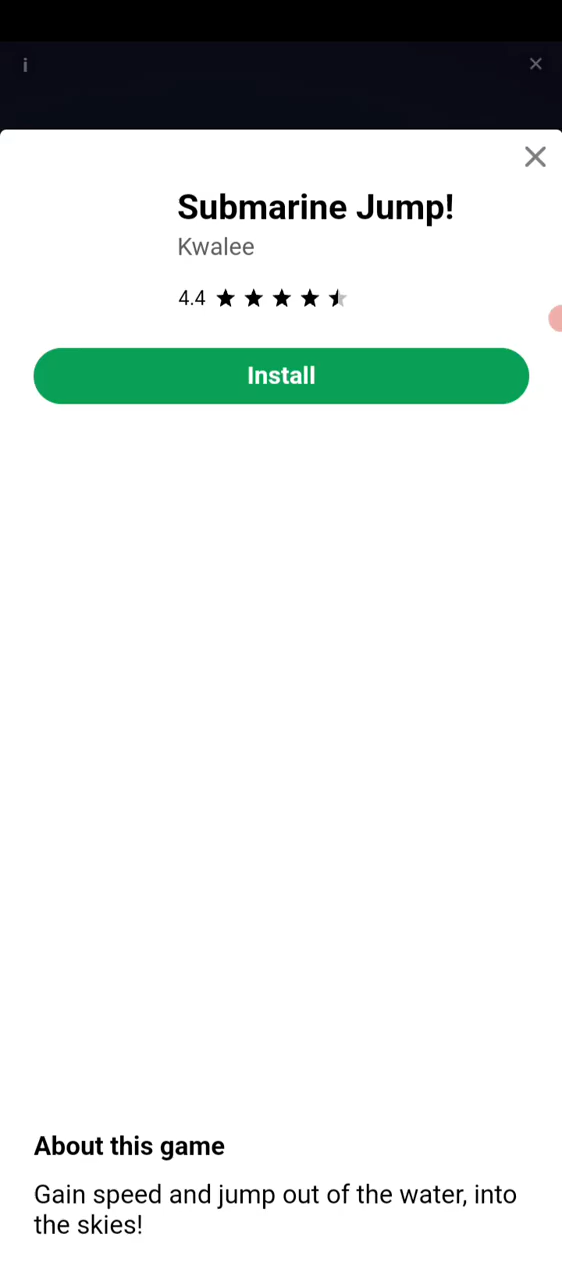 i
Submarine Jump!
Kwalee
4.4
Install
About this game
Gain speed and jump out of the water, into
the skies!